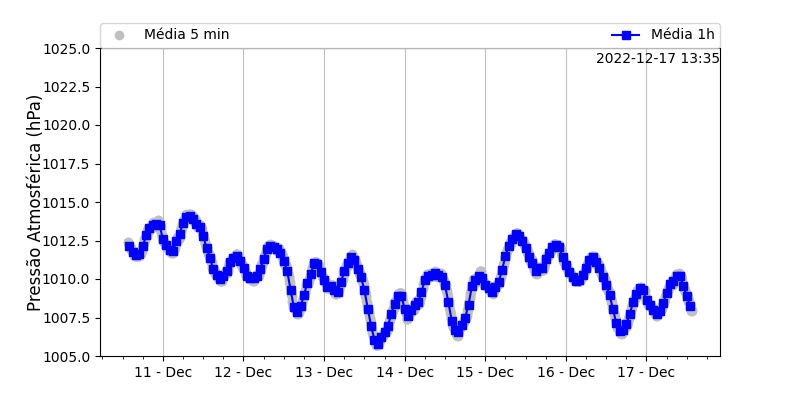 Média 5 min
Média 1h
2022-12-17 13:35
Pressão Atmosférica (hPa)
1025.0
1022.5
1020.0
1017.5
1015.0
1012.5
1010.0
1007.5
1005.0
11 - Dec
12 - Dec
13 - Dec
14 - Dec
15 - Dec
16 - Dec
17 - Dec